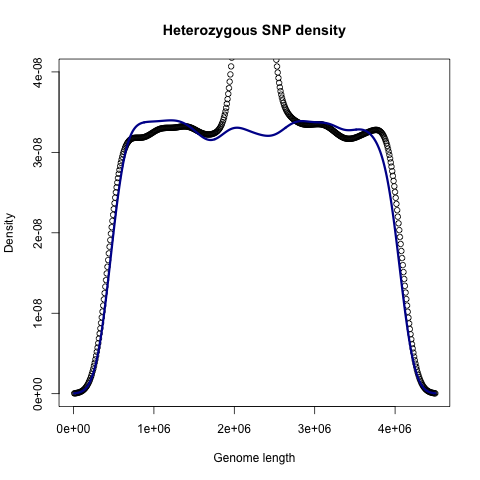 Heterozygous SNP density
Density
4e-08
3e-08
2e-08
1e-08
0e+00
0e+00 1e+06 2e+06 3e+06 4e+06
Genome length